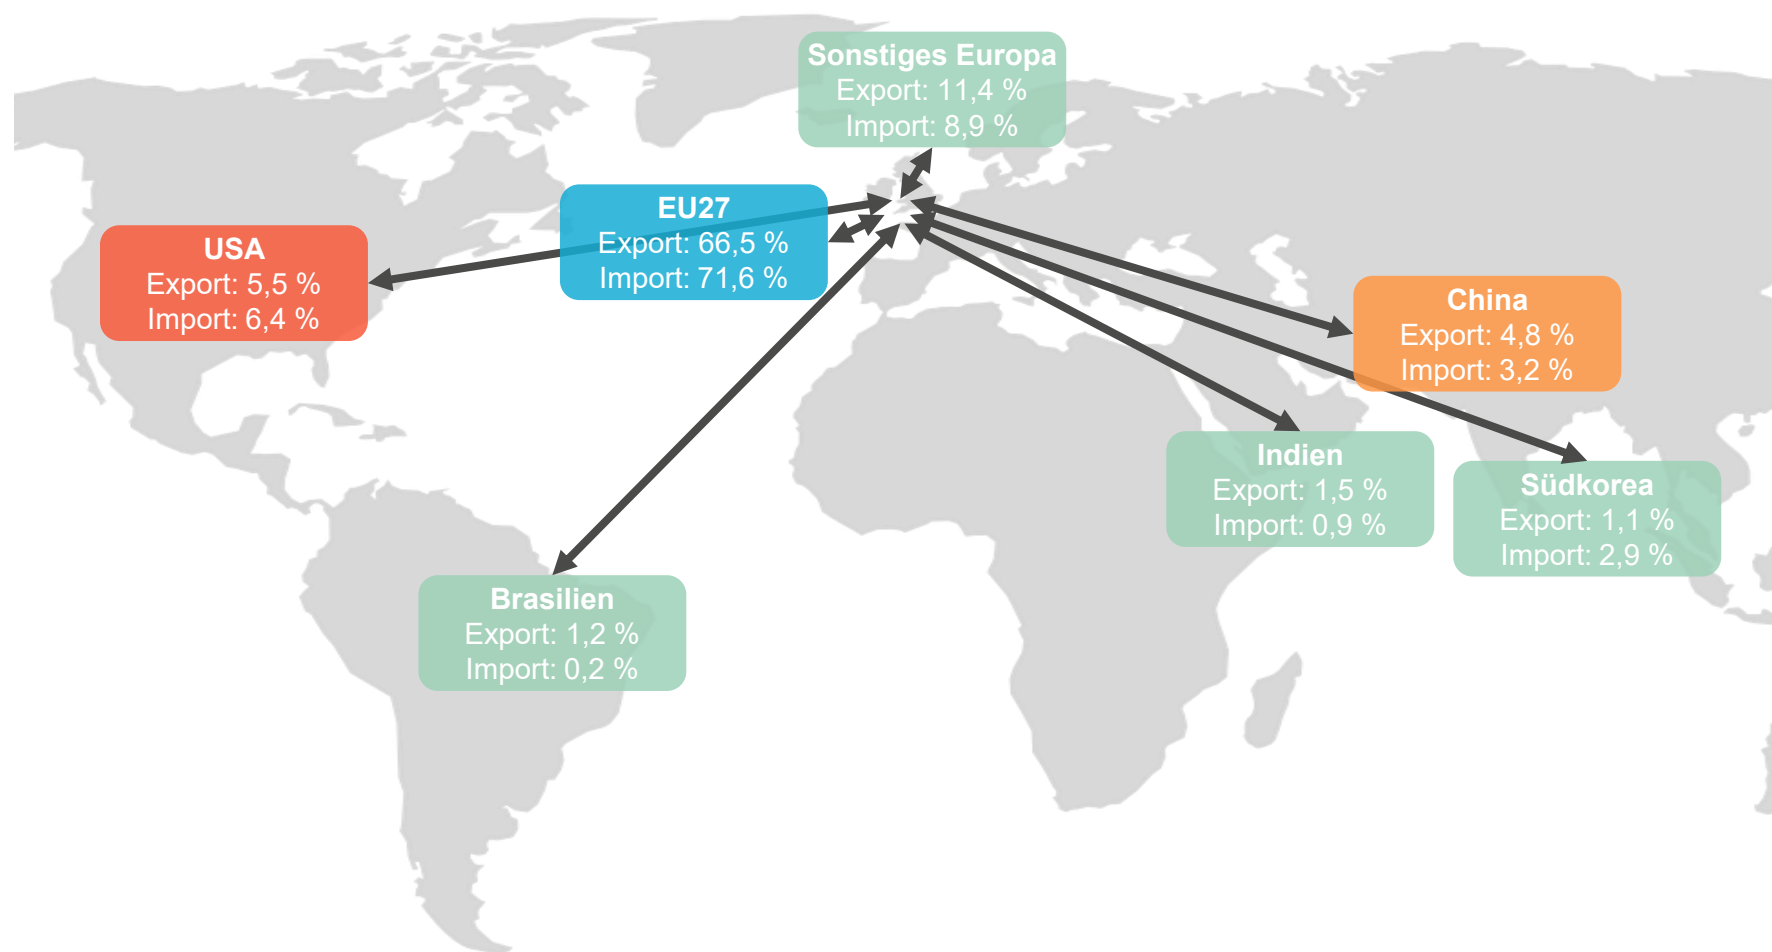 Sonstiges Europa
Export: 11,4 %
Import: 8,9 %
EU27
Export: 66,5 %
Import: 71,6 %
USA
Export: 5,5 %
Import: 6,4 %
China
Export: 4,8 %
Import: 3,2 %
Indien
Export: 1,5 %
Import: 0,9 %
Südkorea
Export: 1,1 %
Import: 2,9 %
Brasilien
Export: 1,2 %
Import: 0,2 %